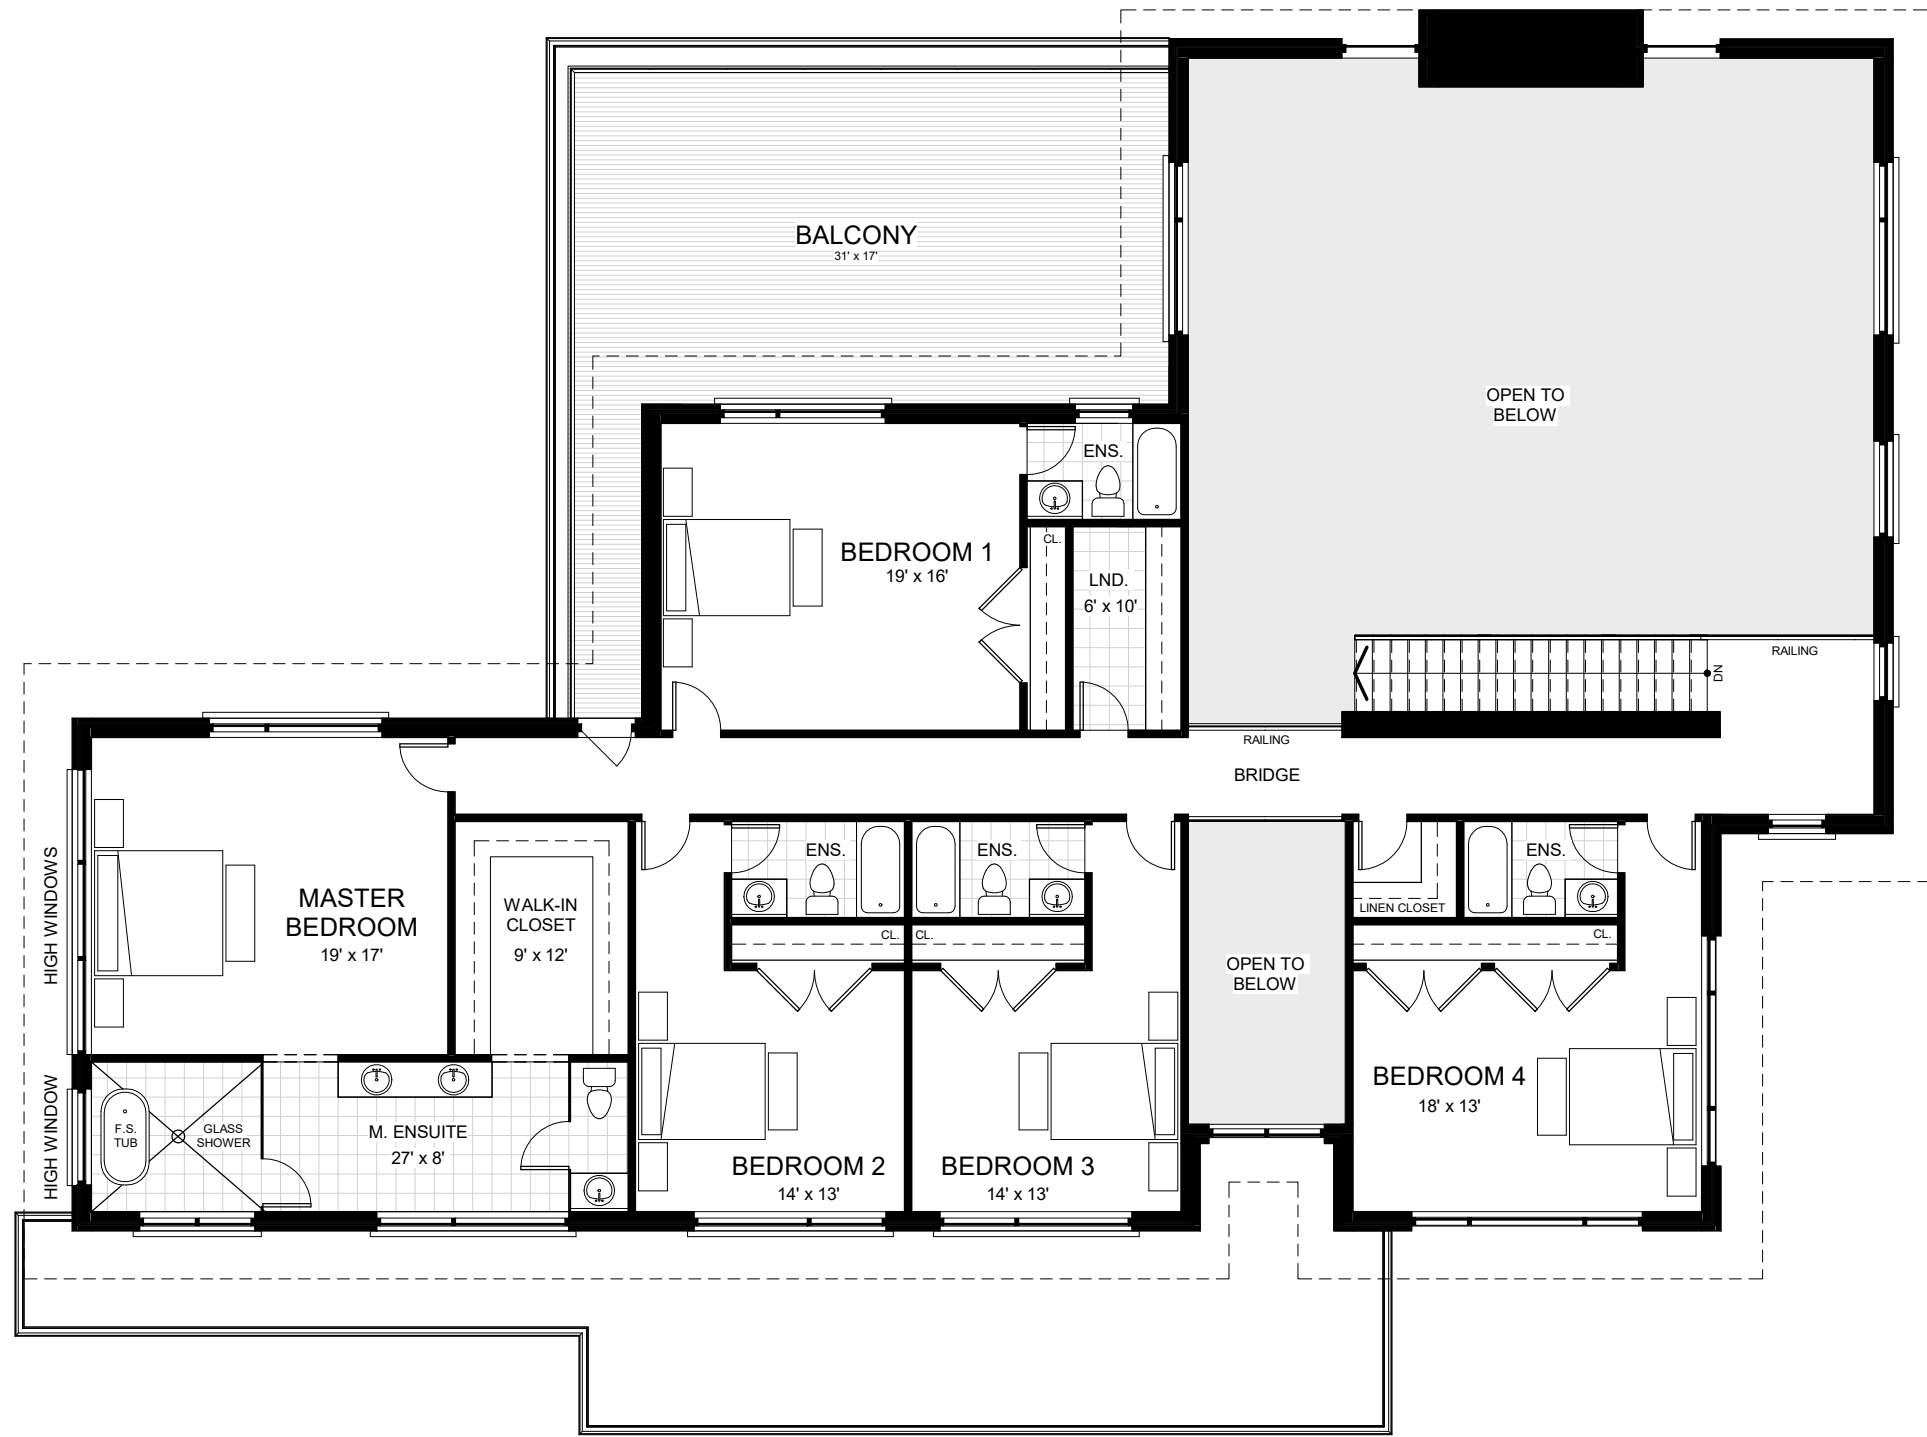 BALCONY
31' x 17'
OPEN TO
BELOW
ENS.
BEDROOM 1
19' x 16'
CL.
LND.
6' x 10'
RAILING
DN
RAILING
BRIDGE
HIGH WINDOWS
MASTER
BEDROOM
19' x 17'
WALK-IN
CLOSET
9' x 12'
ENS.
CL.
ENS.
CL.
OPEN TO
BELOW
LINEN CLOSET
ENS.
CL.
HIGH WINDOW
F.S.
TUB
GLASS
SHOWER
M. ENSUITE
27' x 8'
BEDROOM 2
14' x 13'
BEDROOM 3
14' x 13'
BEDROOM 4
18' x 13'